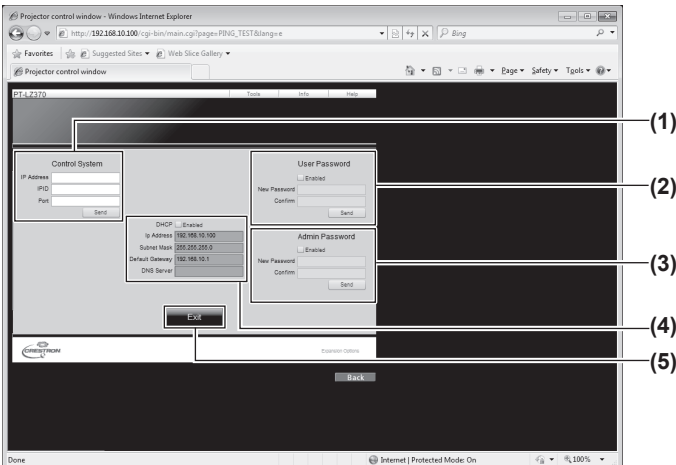 Projector control window - Windows Internet Explorer
http://192.168.10.100/cgi-bin/main.cgi?page=PING_TEST&lang=e
Bing
Favorites Suggested Sites Web Slice Gallery
Projector control window
Page Safety Tools
PT-LZ370
Tools Info Help
(1)
Control System
IP Address
IPID
Port
Send
User Password
Enabled
New Password
Confirm
Send
(2)
DHCP Enabled
Ip Address 192.168.10.100
Subnet Mask 255.255.255.0
Default Gateway 192.168.10.1
DNS Server
Admin Password
Enabled
New Password
Confirm
Send
(3)
Exit
(4)
CRESTRON
Expansion Options
(5)
Back
Done
Internet | Protected Mode: On
100%